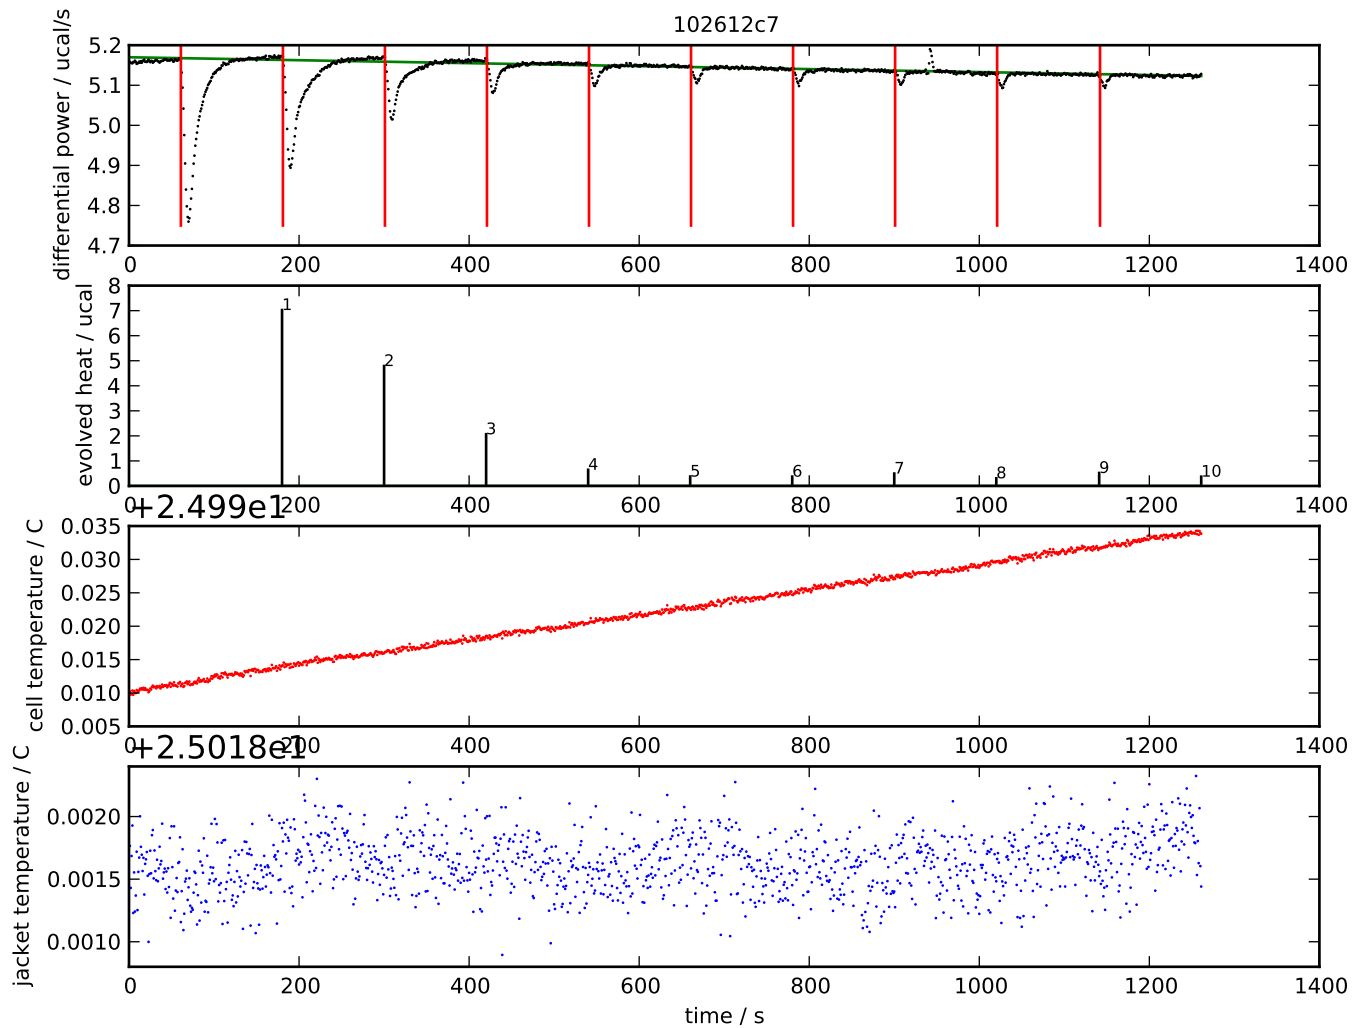 102612c7
differential power / ucal/s
5.2
5.1
5.0
4.9
4.8
4.7
0 200 400 600 800 1000 1200 1400
evolved heat / ucal
8
7
6
5
4
3
2
1
0
1 2 3 4 5 6 7 8 9 10
0 200 400 600 800 1000 1200 1400
+2.499e1
cell temperature / C
0.035
0.030
0.025
0.020
0.015
0.010
0.005
0 200 400 600 800 1000 1200 1400
+2.5018e1
jacket temperature / C
0.0020
0.0015
0.0010
0 200 400 600 800 1000 1200 1400
time / s